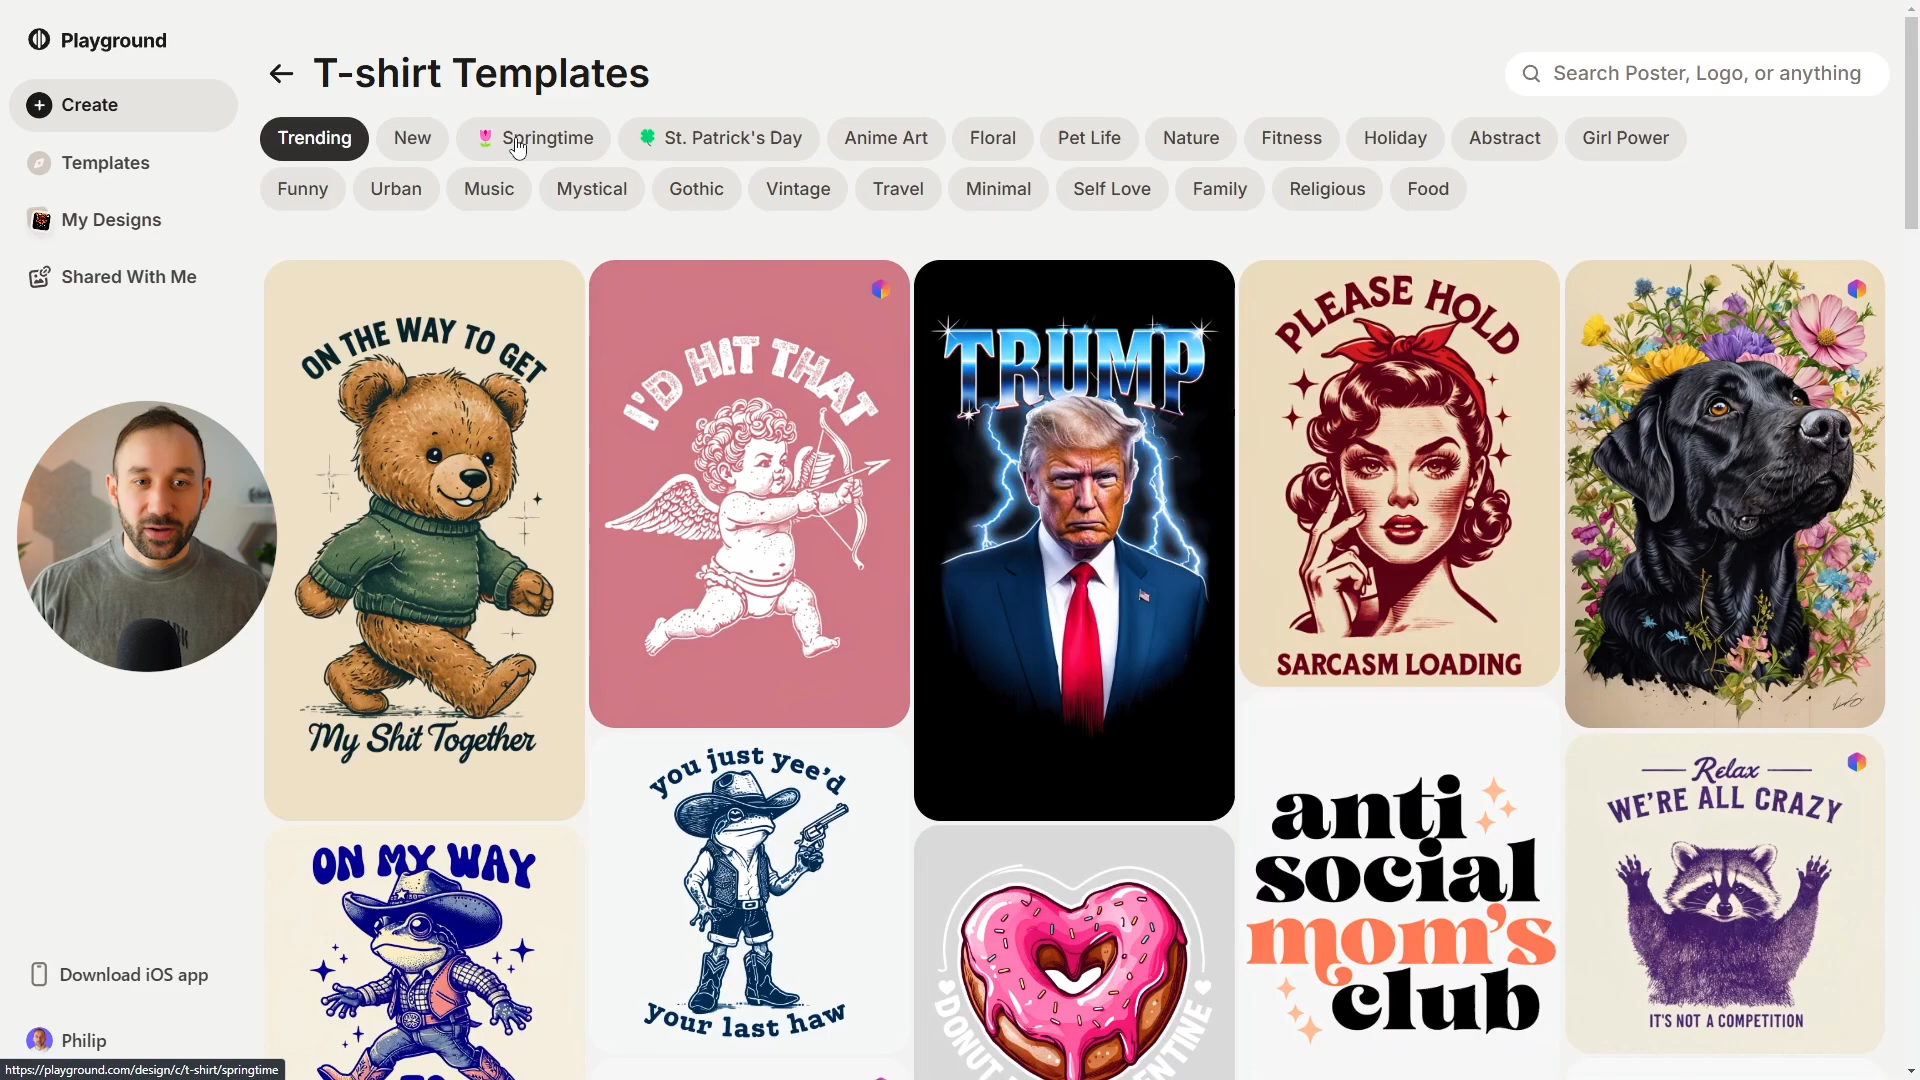 Playground
Create
Templates
My Designs
Shared With Me
Download iOS app
Philip
https://playground.com/design/c/t-shirt/springtime
T-shirt Templates
Search Poster, Logo, or anything
Trending
New
Springtime
St. Patrick's Day
Anime Art
Floral
Pet Life
Nature
Fitness
Holiday
Abstract
Girl Power
Funny
Urban
Music
Mystical
Gothic
Vintage
Travel
Minimal
Self Love
Family
Religious
Food
ON THE WAY TO GET
My Shit Together
I'D HIT THAT
TRUMP
PLEASE HOLD
SARCASM LOADING
ON MY WAY
you just yee'd
your last haw
DONUT
ENTINE
anti
social
mom's
club
Relax
WE'RE ALL CRAZY
IT'S NOT A COMPETITION